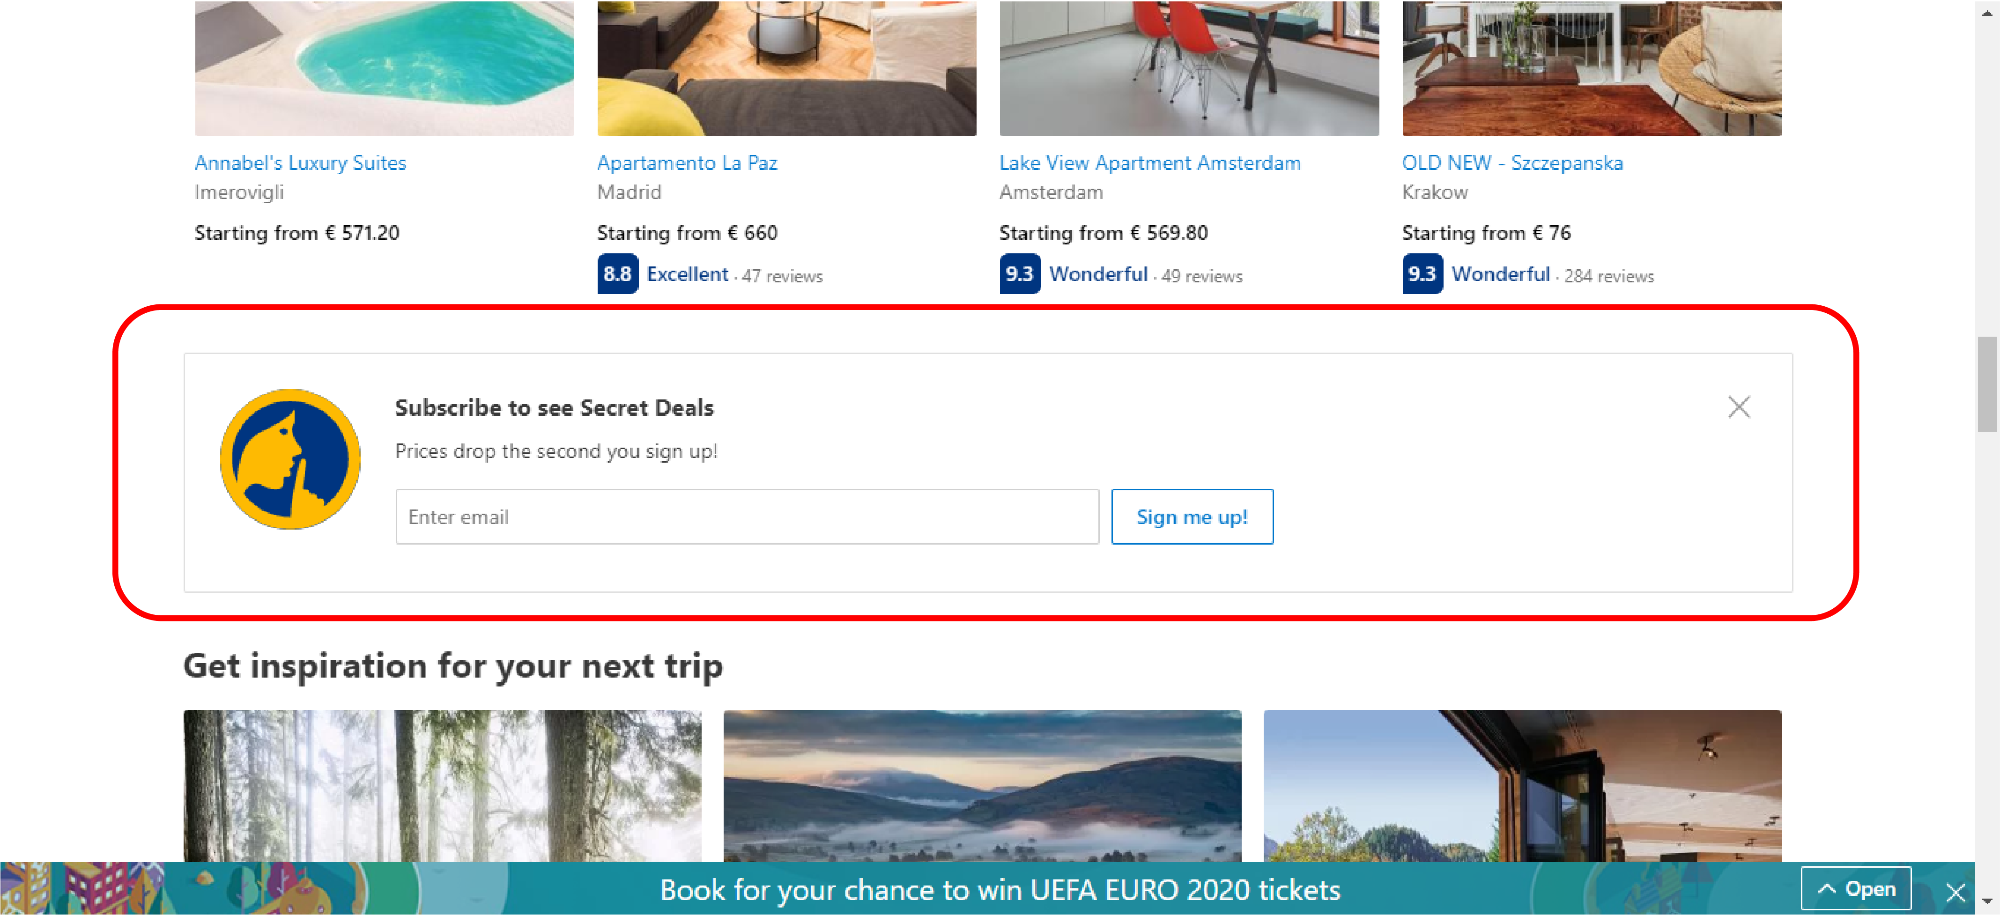 Annabel's Luxury Suites
Imerovigli
Starting from € 571.20
Apartamento La Paz
Madrid
Starting from € 660
8.8 Excellent · 47 reviews
Lake View Apartment Amsterdam
Amsterdam
Starting from € 569.80
9.3 Wonderful · 49 reviews
OLD NEW - Szczepanska
Krakow
Starting from € 76
9.3 Wonderful · 284 reviews
Subscribe to see Secret Deals
Prices drop the second you sign up!
Enter email
Sign me up!
Get inspiration for your next trip
Book for your chance to win UEFA EURO 2020 tickets
Open